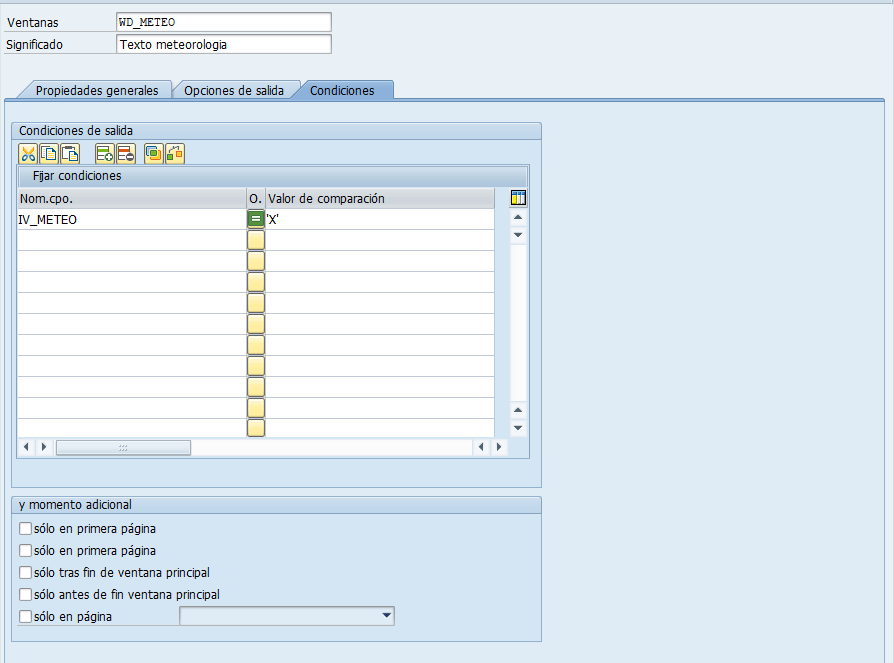 Ventanas WD_METEO
Significado Texto meteorologia
Propiedades generales Opciones de salida Condiciones
Condiciones de salida
Fijar condiciones
Nom.cpo. O. Valor de comparación
IV_METEO = 'X'
y momento adicional
sólo en primera página
sólo en primera página
sólo tras fin de ventana principal
sólo antes de fin ventana principal
sólo en página